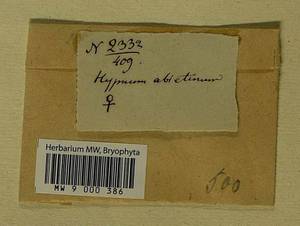 N 2332
409.
Hypnum abietinum
♀
Herbarium MW, Bryophyta
MW 9 000 386
500